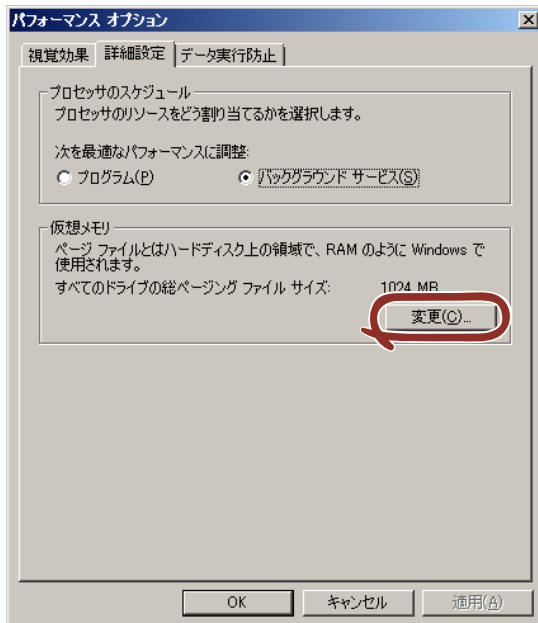 パフォーマンス オプション
視覚効果 詳細設定 データ実行防止
プロセッサのスケジュール
プロセッサのリソースをどう割り当てるかを選択します。
次を最適なパフォーマンスに調整:
プログラム(P) バックグラウンド サービス(S)
仮想メモリ
ページ ファイルとはハードディスク上の領域で、RAM のように Windows で
使用されます。
すべてのドライブの総ページング ファイル サイズ: 1024 MB
変更(C)...
OK キャンセル 適用(A)